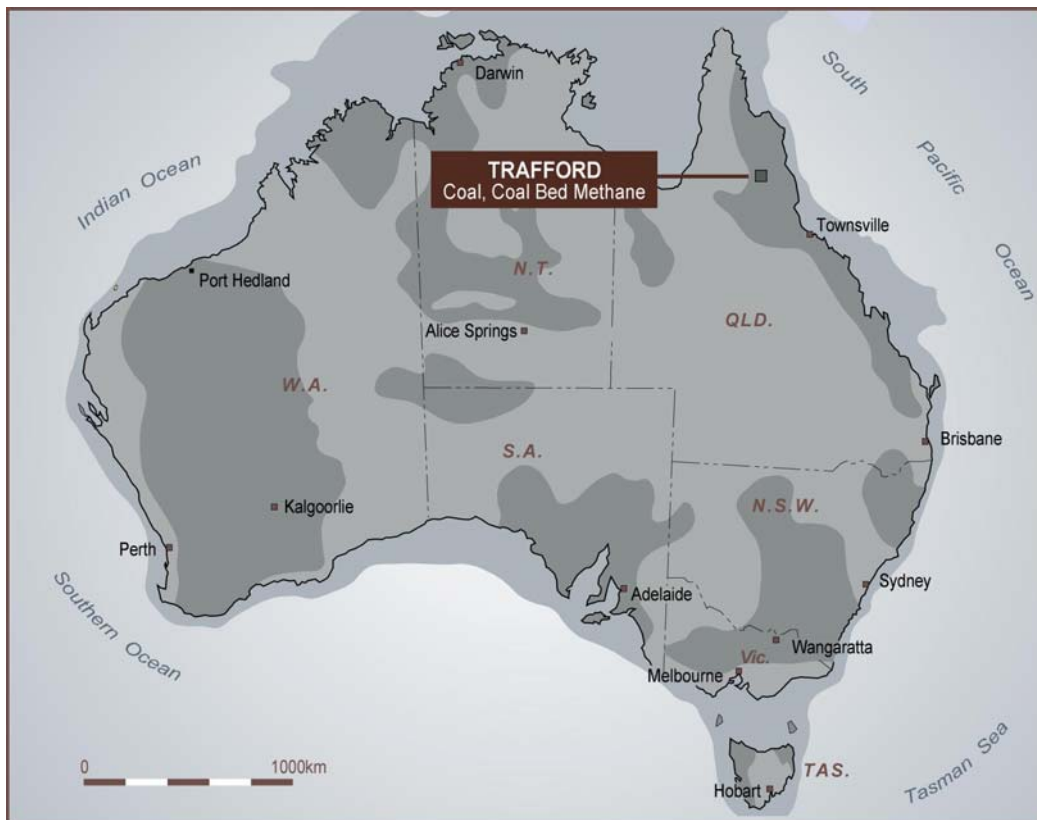 Darwin
South
Pacific
Ocean
Indian Ocean
TRAFFORD
Coal, Coal Bed Methane
Townsville
Port Hedland
N.T.
QLD.
Alice Springs
W.A.
S.A.
Brisbane
Kalgoorlie
N.S.W.
Perth
Sydney
Adelaide
Southern Ocean
Wangaratta
Vic.
Melbourne
0 1000km
TAS.
Hobart
Tasman Sea